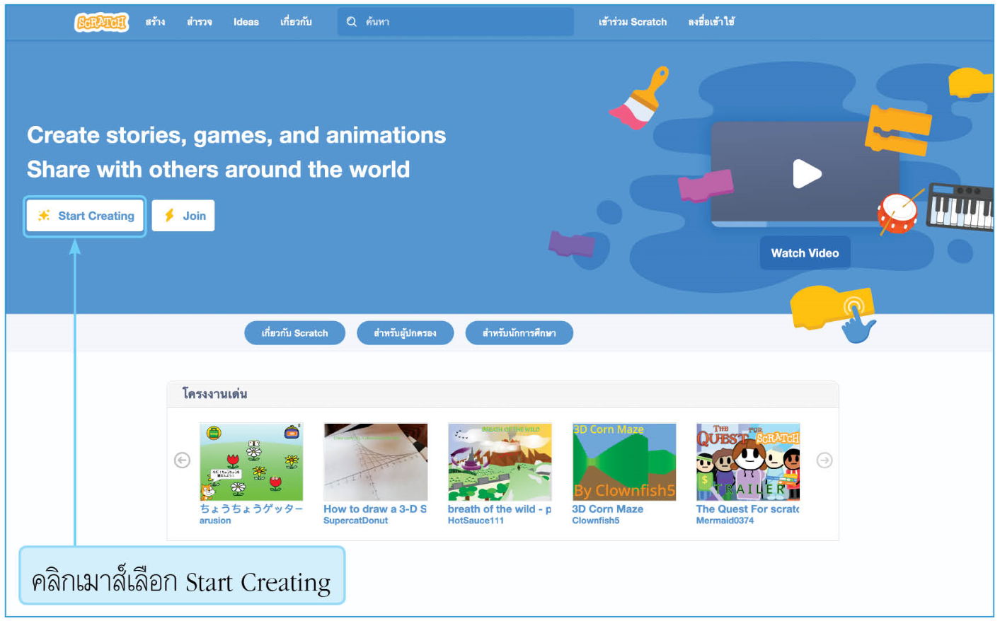 SCRATCH สร้าง สำรวจ Ideas เกี่ยวกับ ค้นหา เข้าร่วม Scratch ลงชื่อเข้าใช้
Create stories, games, and animations
Share with others around the world
Start Creating Join
Watch Video
เกี่ยวกับ Scratch สำหรับผู้ปกครอง สำหรับนักการศึกษา
โครงงานเด่น
BREATH OF THE WILD
3D Corn Maze
By Clownfish5
THE QUEST FOR SCRATCH
TRAILER
ちょうちょうゲッター How to draw a 3-D S breath of the wild - p 3D Corn Maze The Quest For scratc
arusion SupercatDonut HotSauce111 Clownfish5 Mermaid0374
คลิกเมาส์เลือก Start Creating